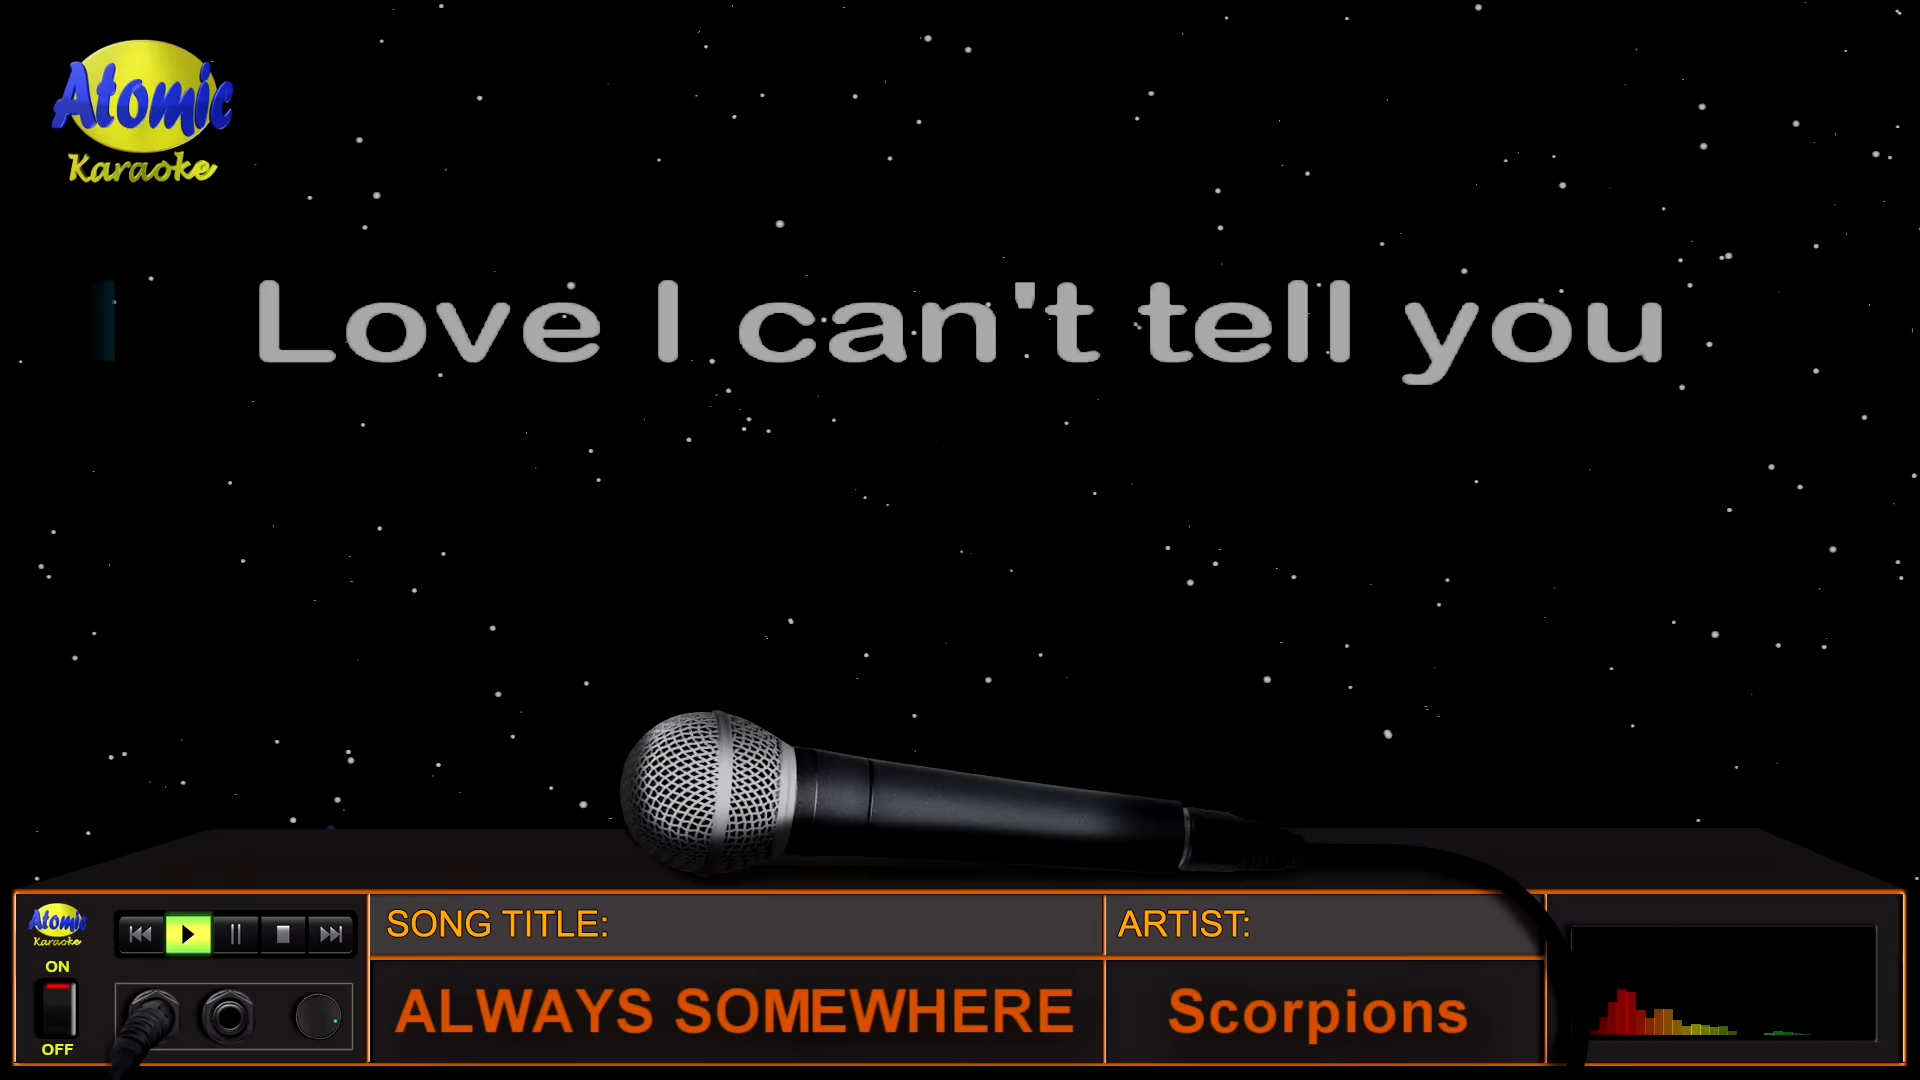 Atomic
Karaoke
Love I can't tell you
Atomic
Karaoke
ON
OFF
SONG TITLE:
ARTIST:
ALWAYS SOMEWHERE
Scorpions